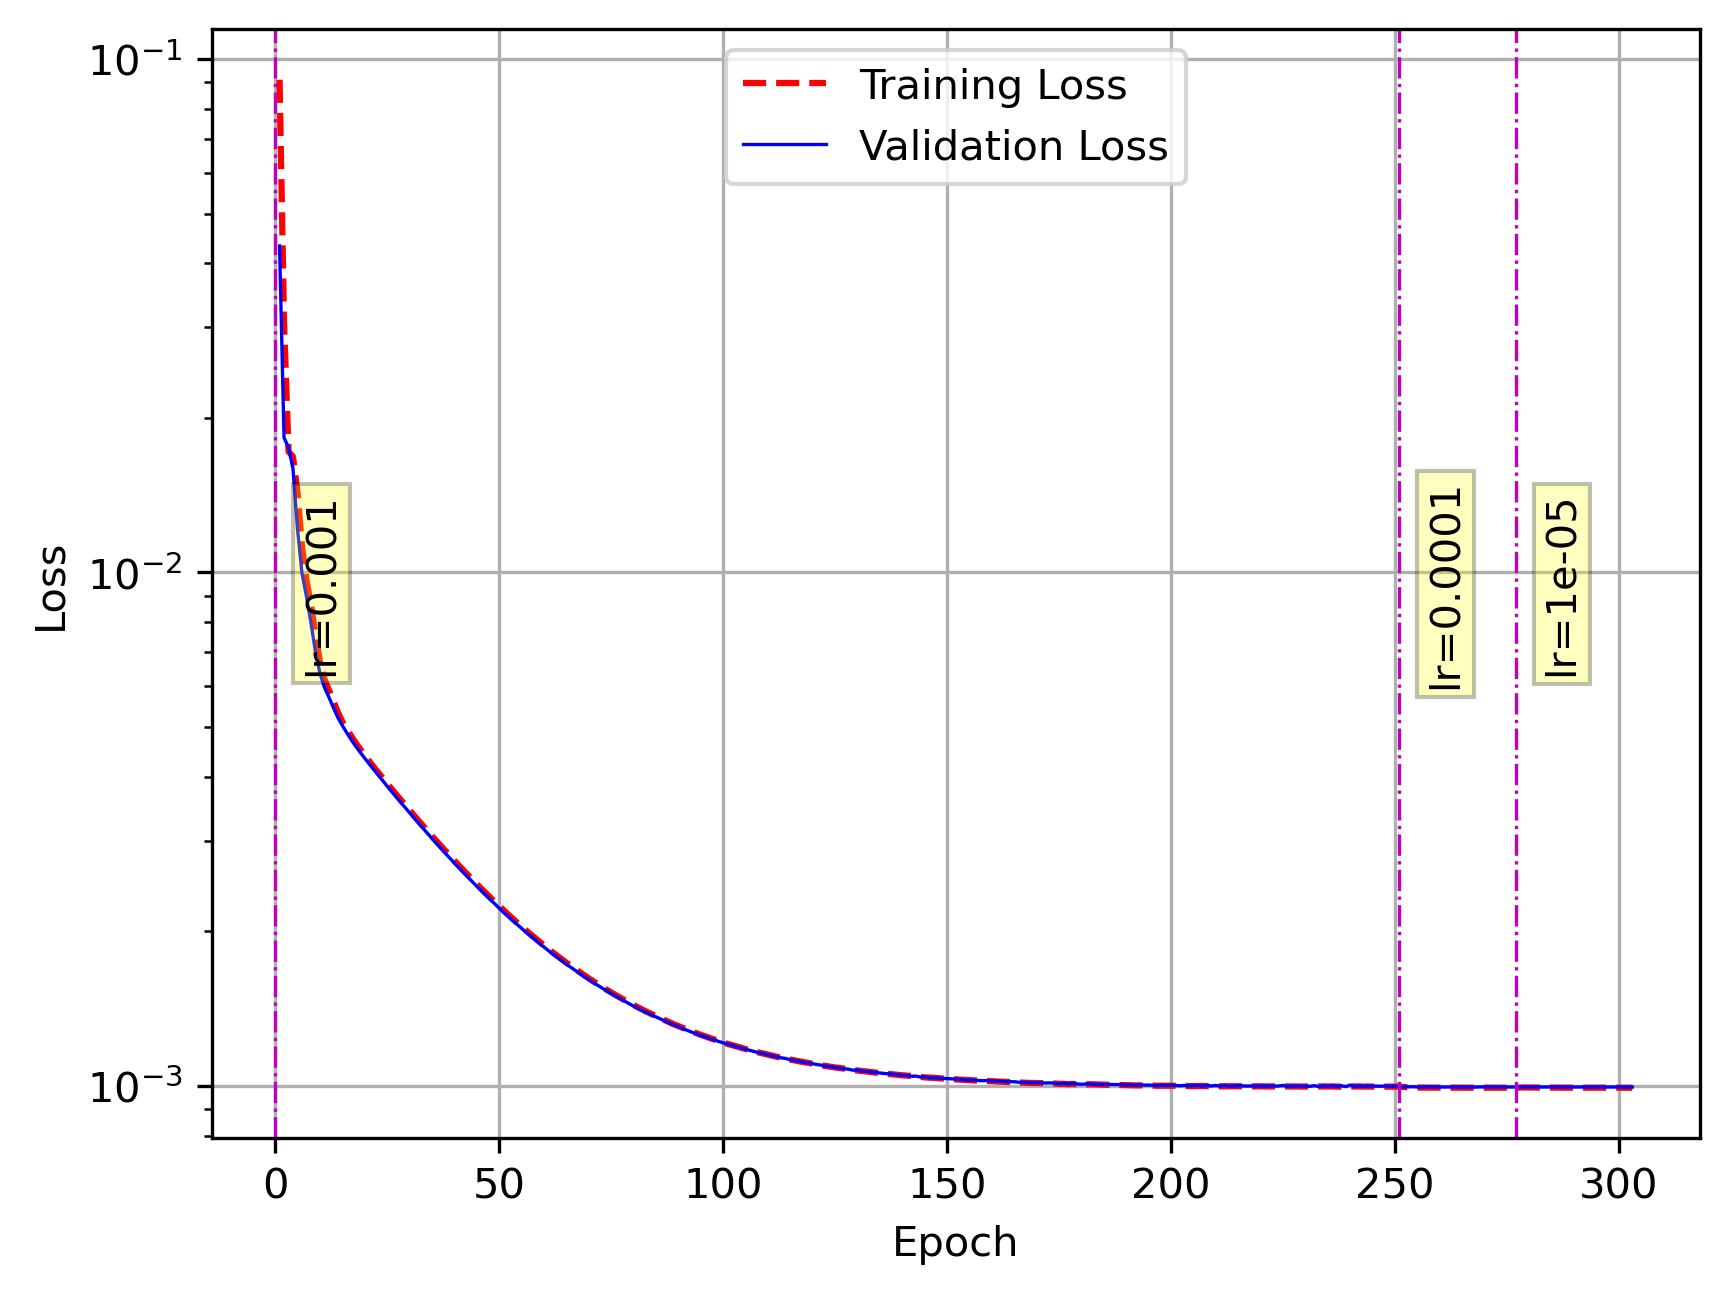 Training Loss
Validation Loss
10⁻¹
10⁻²
10⁻³
Loss
lr=0.001
lr=0.0001
lr=1e-05
0 50 100 150 200 250 300
Epoch